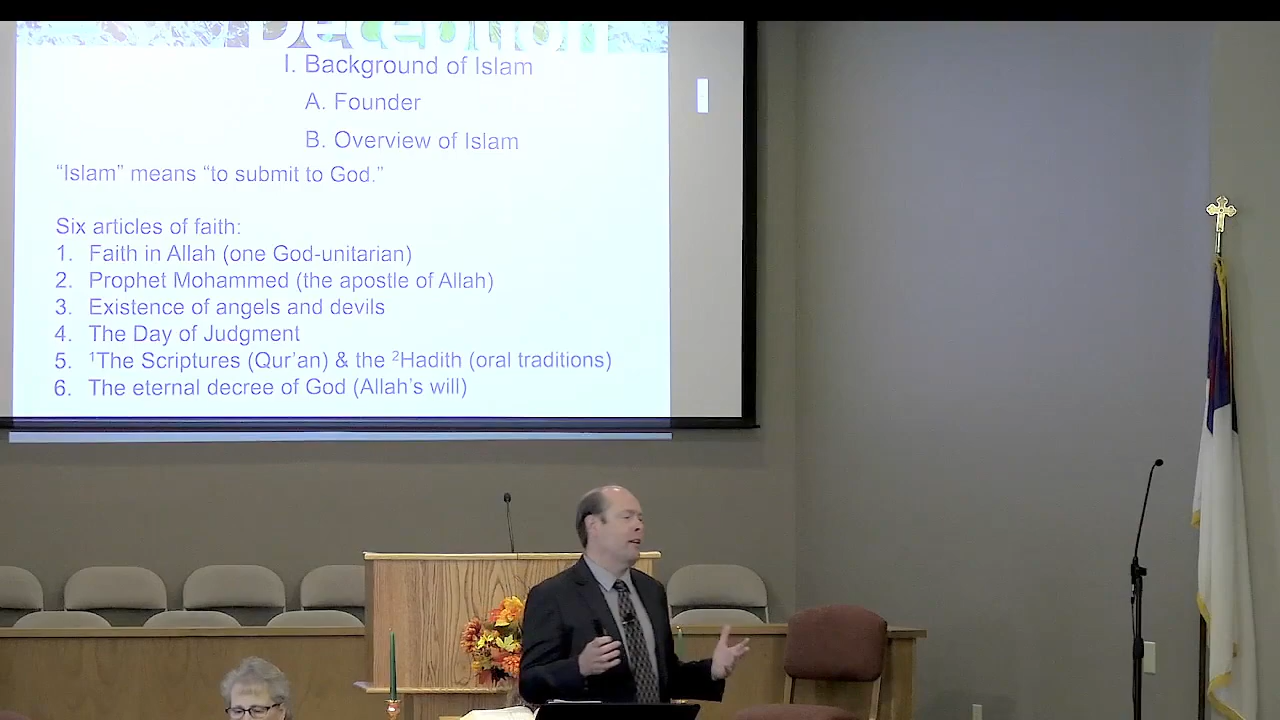 Deception
I. Background of Islam
A. Founder
B. Overview of Islam
“Islam” means “to submit to God.”
Six articles of faith:
1. Faith in Allah (one God-unitarian)
2. Prophet Mohammed (the apostle of Allah)
3. Existence of angels and devils
4. The Day of Judgment
5. ¹The Scriptures (Qur’an) & the ²Hadith (oral traditions)
6. The eternal decree of God (Allah’s will)